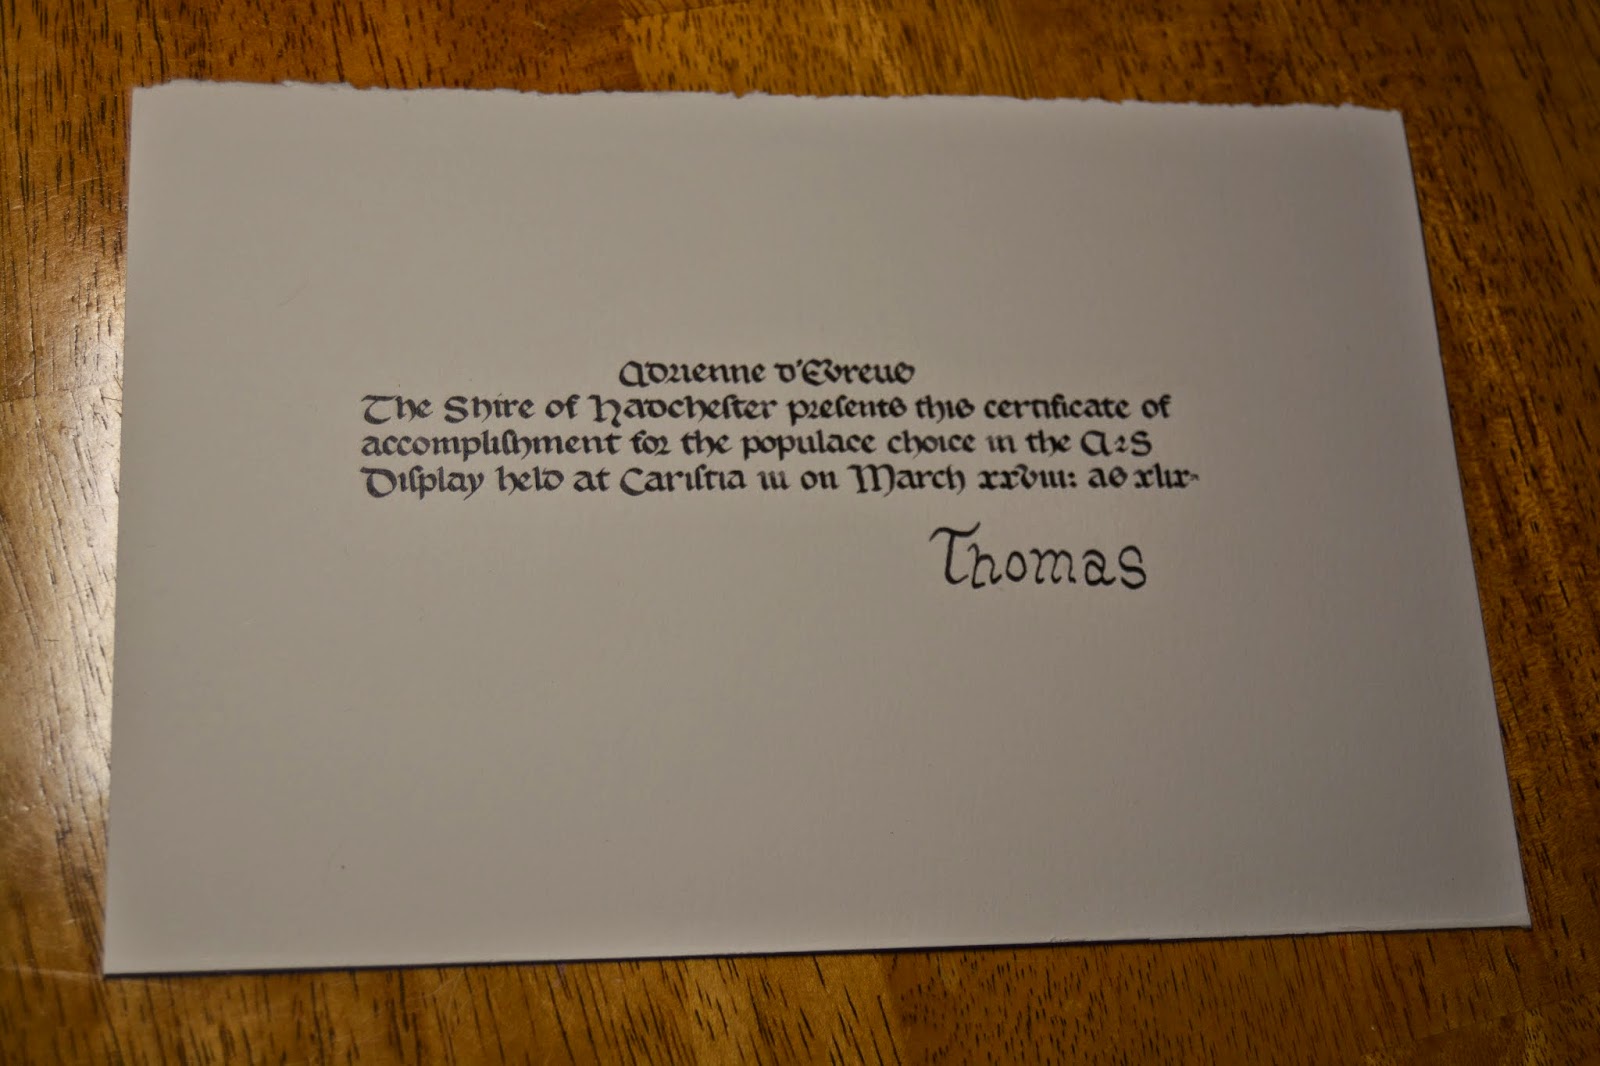 Adrienne d'Evreus
The Shire of Hadchester presents this certificate of
accomplishment for the populace choice in the A⁊S
Display held at Caristia iii on March xxviii: as xlix
Thomas